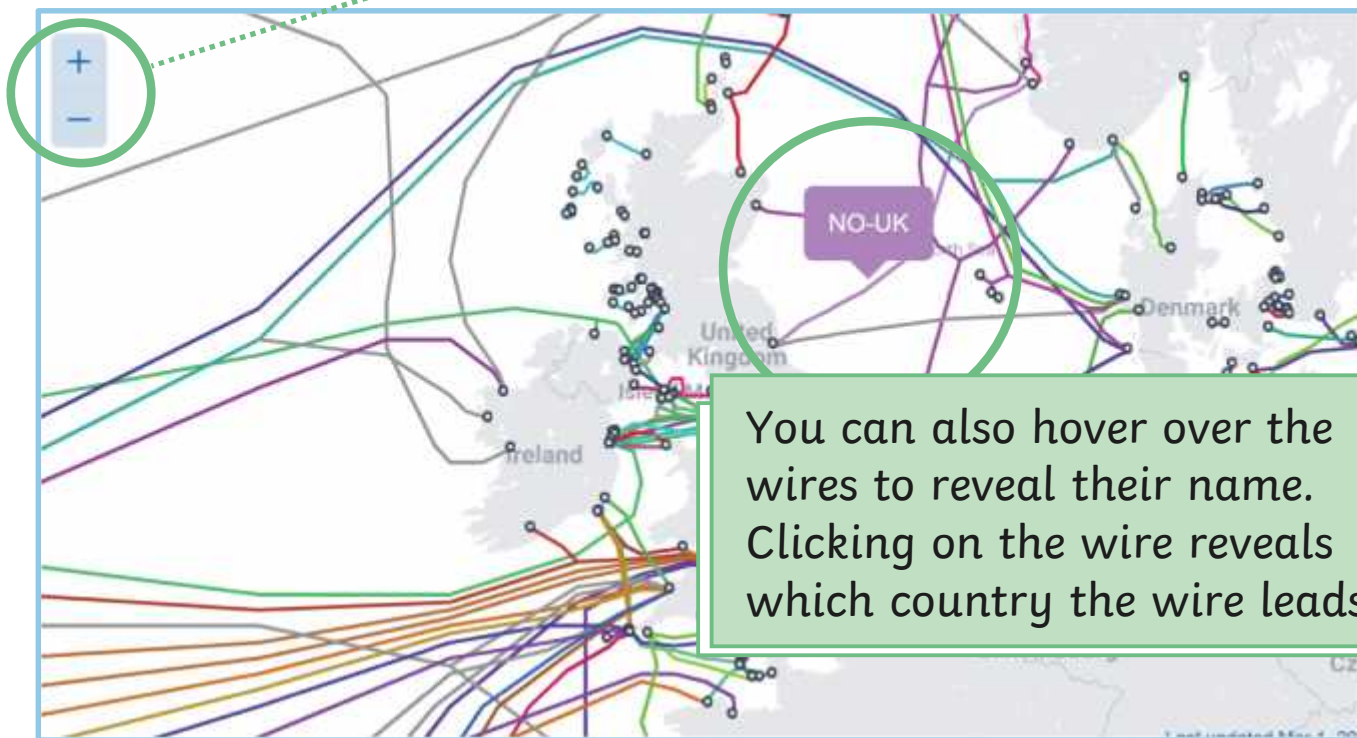 +
−
NO-UK
Denmark
United
Kingdom
Ireland
You can also hover over the
wires to reveal their name.
Clicking on the wire reveals
which country the wire leads